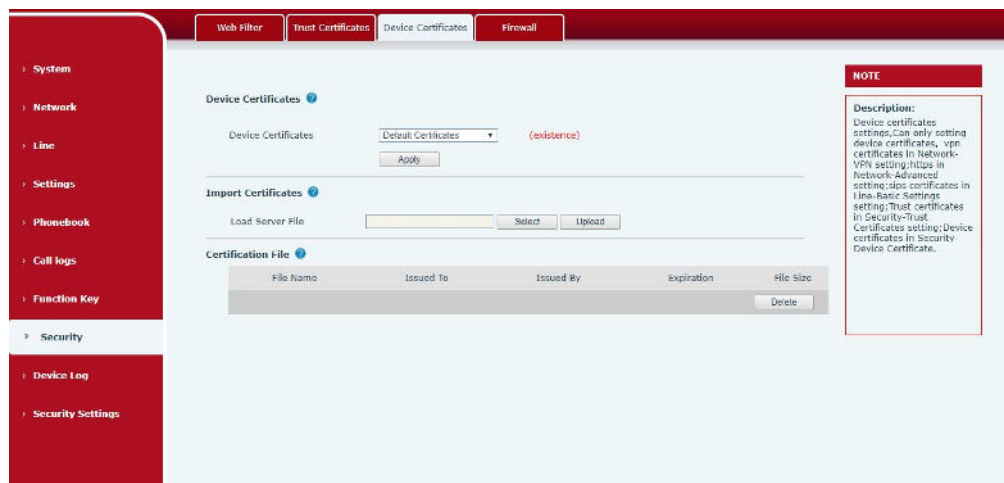 Web Filter
Trust Certificates
Device Certificates
Firewall
System
Network
Line
Settings
Phonebook
Call logs
Function Key
Security
Device Log
Security Settings
Device Certificates ?
Device Certificates
Default Certificates
(existence)
Apply
Import Certificates ?
Load Server File
Select
Upload
Certification File ?
File Name
Issued To
Issued By
Expiration
File Size
Delete
NOTE
Description:
Device certificates
settings,Can only setting
device certificates, vpn
certificates in Network-
VPN setting;https in
Network-Advanced
setting;sips certificates in
Line-Basic Settings
setting;Trust certificates
in Security-Trust
Certificates setting;Device
certificates in Security-
Device Certificate.